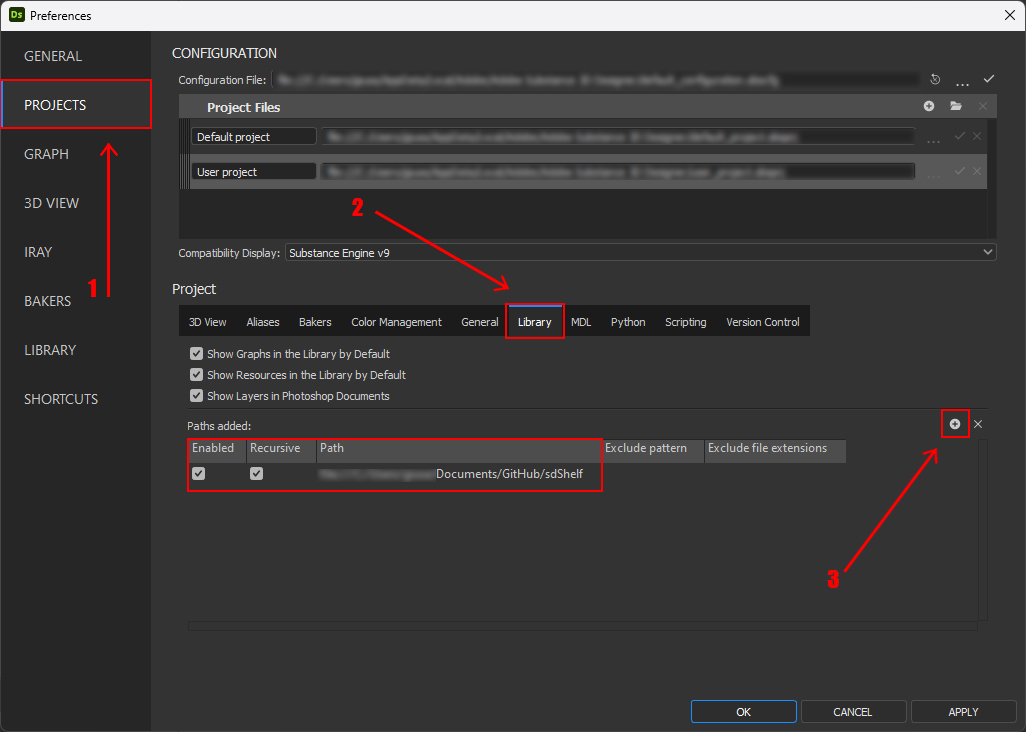 Ds Preferences
GENERAL
PROJECTS
GRAPH
3D VIEW
IRAY
BAKERS
LIBRARY
SHORTCUTS
1
CONFIGURATION
Configuration File:
...
Project Files
Default project
...
User project
...
2
Compatibility Display: Substance Engine v9
Project
3D View Aliases Bakers Color Management General Library MDL Python Scripting Version Control
Show Graphs in the Library by Default
Show Resources in the Library by Default
Show Layers in Photoshop Documents
Paths added:
Enabled Recursive Path Exclude pattern Exclude file extensions
Documents/GitHub/sdShelf
3
OK CANCEL APPLY